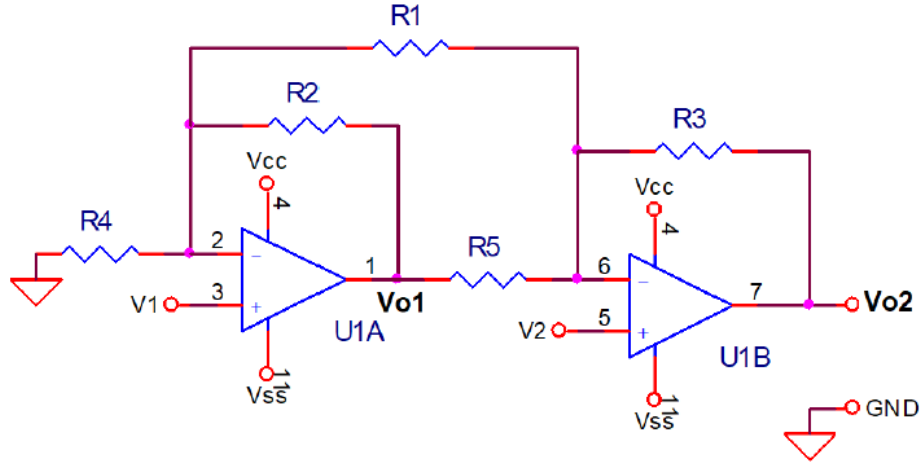 R1
R2
R3
Vcc
4
Vcc
4
R4
2
-
1
R5
6
-
7
V1
3
+
Vo1
V2
5
+
Vo2
U1A
U1B
11
Vss
11
Vss
GND